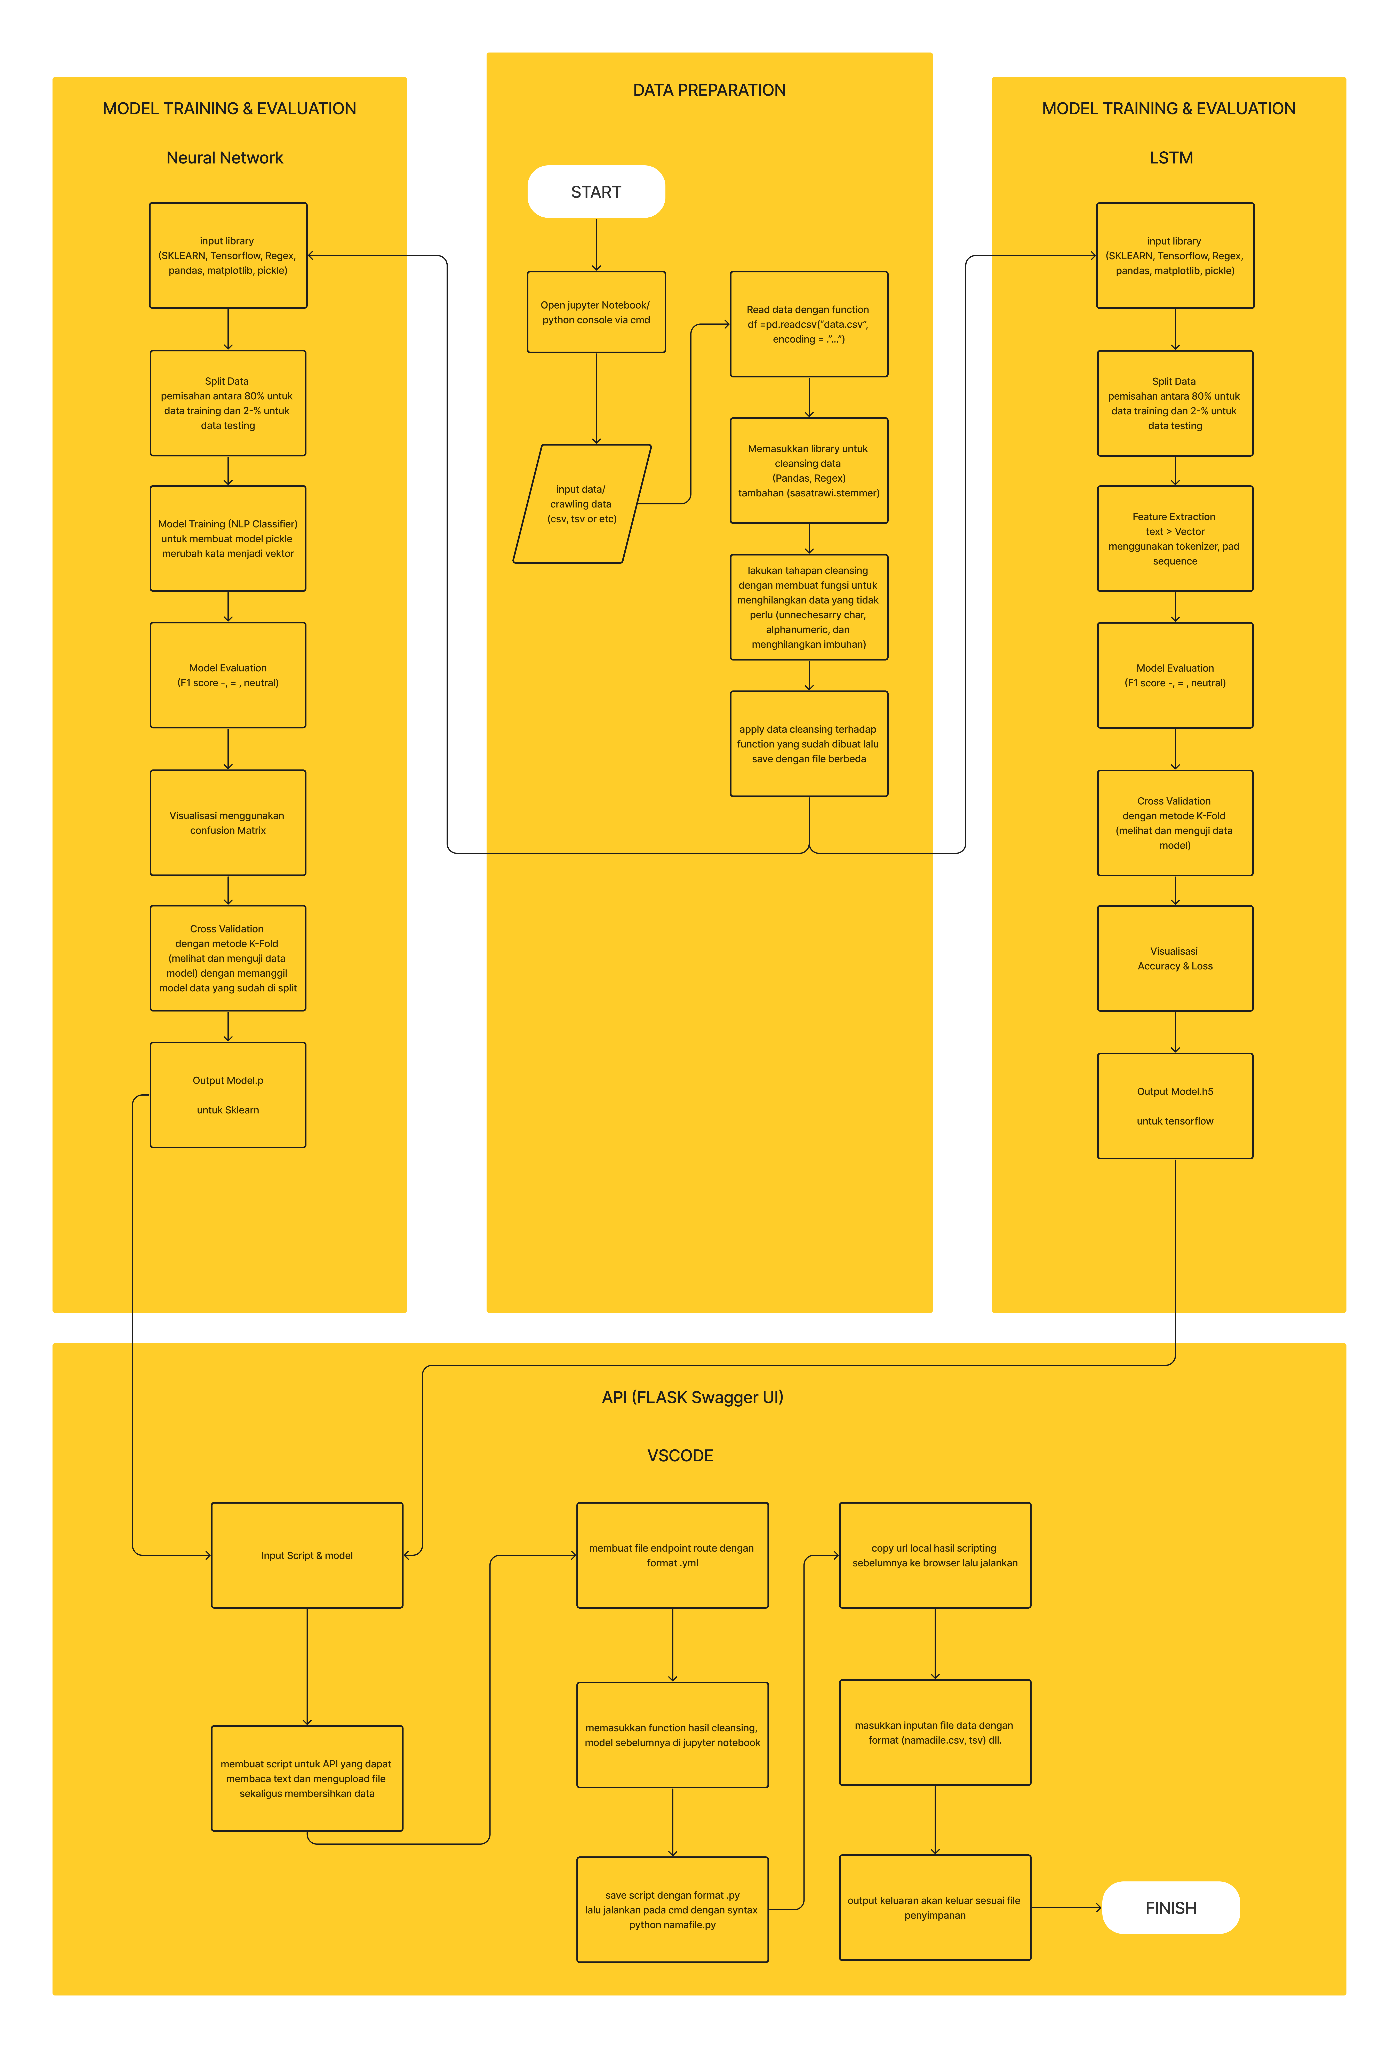 MODEL TRAINING & EVALUATION
Neural Network
input library
(SKLEARN, Tensorflow, Regex,
pandas, matplotlib, pickle)
Split Data
pemisahan antara 80% untuk
data training dan 2-% untuk
data testing
Model Training (NLP Classifier)
untuk membuat model pickle
merubah kata menjadi vektor
Model Evaluation
(F1 score -, = , neutral)
Visualisasi menggunakan
confusion Matrix
Cross Validation
dengan metode K-Fold
(melihat dan menguji data
model) dengan memanggil
model data yang sudah di split
Output Model.p
untuk Sklearn
DATA PREPARATION
START
Open jupyter Notebook/
python console via cmd
Input data/
crawling data
(csv, tsv or etc)
Read data dengan function
df =pd.readcsv("data.csv",
encoding = ."...")
Memasukkan library untuk
cleansing data
(Pandas, Regex)
tambahan (sasatrawi.stemmer)
lakukan tahapan cleansing
dengan membuat fungsi untuk
menghilangkan data yang tidak
perlu (unnechesarry char,
alphanumeric, dan
menghilangkan imbuhan)
apply data cleansing terhadap
function yang sudah dibuat lalu
save dengan file berbeda
MODEL TRAINING & EVALUATION
LSTM
input library
(SKLEARN, Tensorflow, Regex,
pandas, matplotlib, pickle)
Split Data
pemisahan antara 80% untuk
data training dan 2-% untuk
data testing
Feature Extraction
text > Vector
menggunakan tokenizer, pad
sequence
Model Evaluation
(F1 score -, = , neutral)
Cross Validation
dengan metode K-Fold
(melihat dan menguji data
model)
Visualisasi
Accuracy & Loss
Output Model.h5
untuk tensorflow
API (FLASK Swagger UI)
VSCODE
Input Script & model
membuat script untuk API yang dapat
membaca text dan mengupload file
sekaligus membersihkan data
membuat file endpoint route dengan
format .yml
memasukkan function hasil cleansing,
model sebelumnya di jupyter notebook
save script dengan format .py
lalu jalankan pada cmd dengan syntax
python namafile.py
copy url local hasil scripting
sebelumnya ke browser lalu jalankan
masukkan inputan file data dengan
format (namadile.csv, tsv) dll.
output keluaran akan keluar sesuai file
penyimpanan
FINISH